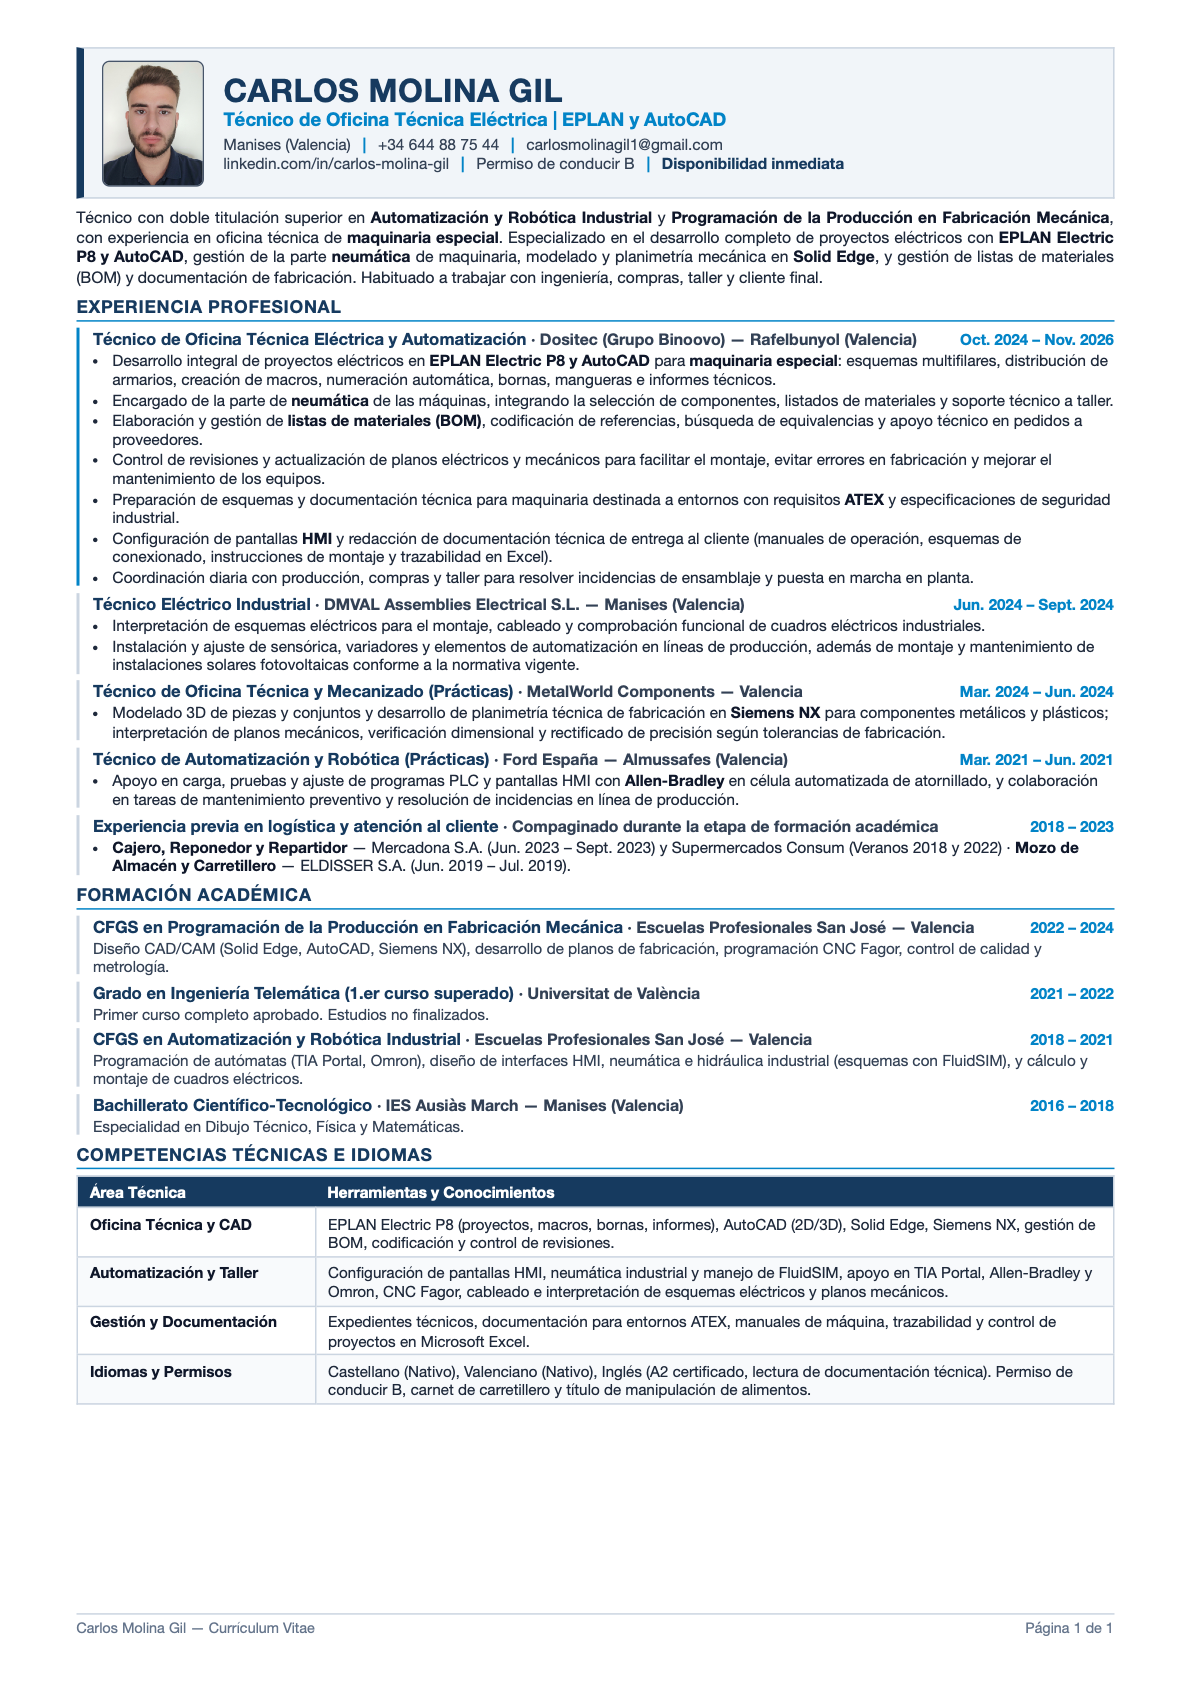 CARLOS MOLINA GIL
Técnico de Oficina Técnica Eléctrica | EPLAN y AutoCAD
Manises (Valencia) | +34 644 88 75 44 | carlosmolinagil1@gmail.com
linkedin.com/in/carlos-molina-gil | Permiso de conducir B | Disponibilidad inmediata
Técnico con doble titulación superior en Automatización y Robótica Industrial y Programación de la Producción en Fabricación Mecánica,
con experiencia en oficina técnica de maquinaria especial. Especializado en el desarrollo completo de proyectos eléctricos con EPLAN Electric
P8 y AutoCAD, gestión de la parte neumática de maquinaria, modelado y planimetría mecánica en Solid Edge, y gestión de listas de materiales
(BOM) y documentación de fabricación. Habituado a trabajar con ingeniería, compras, taller y cliente final.
EXPERIENCIA PROFESIONAL
Técnico de Oficina Técnica Eléctrica y Automatización · Dositec (Grupo Binoovo) — Rafelbunyol (Valencia) Oct. 2024 – Nov. 2026
• Desarrollo integral de proyectos eléctricos en EPLAN Electric P8 y AutoCAD para maquinaria especial: esquemas multifilares, distribución de
armarios, creación de macros, numeración automática, bornas, mangueras e informes técnicos.
• Encargado de la parte de neumática de las máquinas, integrando la selección de componentes, listados de materiales y soporte técnico a taller.
• Elaboración y gestión de listas de materiales (BOM), codificación de referencias, búsqueda de equivalencias y apoyo técnico en pedidos a
proveedores.
• Control de revisiones y actualización de planos eléctricos y mecánicos para facilitar el montaje, evitar errores en fabricación y mejorar el
mantenimiento de los equipos.
• Preparación de esquemas y documentación técnica para maquinaria destinada a entornos con requisitos ATEX y especificaciones de seguridad
industrial.
• Configuración de pantallas HMI y redacción de documentación técnica de entrega al cliente (manuales de operación, esquemas de
conexionado, instrucciones de montaje y trazabilidad en Excel).
• Coordinación diaria con producción, compras y taller para resolver incidencias de ensamblaje y puesta en marcha en planta.
Técnico Eléctrico Industrial · DMVAL Assemblies Electrical S.L. — Manises (Valencia) Jun. 2024 – Sept. 2024
• Interpretación de esquemas eléctricos para el montaje, cableado y comprobación funcional de cuadros eléctricos industriales.
• Instalación y ajuste de sensórica, variadores y elementos de automatización en líneas de producción, además de montaje y mantenimiento de
instalaciones solares fotovoltaicas conforme a la normativa vigente.
Técnico de Oficina Técnica y Mecanizado (Prácticas) · MetalWorld Components — Valencia Mar. 2024 – Jun. 2024
• Modelado 3D de piezas y conjuntos y desarrollo de planimetría técnica de fabricación en Siemens NX para componentes metálicos y plásticos;
interpretación de planos mecánicos, verificación dimensional y rectificado de precisión según tolerancias de fabricación.
Técnico de Automatización y Robótica (Prácticas) · Ford España — Almussafes (Valencia) Mar. 2021 – Jun. 2021
• Apoyo en carga, pruebas y ajuste de programas PLC y pantallas HMI con Allen-Bradley en célula automatizada de atornillado, y colaboración
en tareas de mantenimiento preventivo y resolución de incidencias en línea de producción.
Experiencia previa en logística y atención al cliente · Compaginado durante la etapa de formación académica 2018 – 2023
• Cajero, Reponedor y Repartidor — Mercadona S.A. (Jun. 2023 – Sept. 2023) y Supermercados Consum (Veranos 2018 y 2022) · Mozo de
Almacén y Carretillero — ELDISSER S.A. (Jun. 2019 – Jul. 2019).
FORMACIÓN ACADÉMICA
CFGS en Programación de la Producción en Fabricación Mecánica · Escuelas Profesionales San José — Valencia 2022 – 2024
Diseño CAD/CAM (Solid Edge, AutoCAD, Siemens NX), desarrollo de planos de fabricación, programación CNC Fagor, control de calidad y
metrología.
Grado en Ingeniería Telemática (1.er curso superado) · Universitat de València 2021 – 2022
Primer curso completo aprobado. Estudios no finalizados.
CFGS en Automatización y Robótica Industrial · Escuelas Profesionales San José — Valencia 2018 – 2021
Programación de autómatas (TIA Portal, Omron), diseño de interfaces HMI, neumática e hidráulica industrial (esquemas con FluidSIM), y cálculo y
montaje de cuadros eléctricos.
Bachillerato Científico-Tecnológico · IES Ausiàs March — Manises (Valencia) 2016 – 2018
Especialidad en Dibujo Técnico, Física y Matemáticas.
COMPETENCIAS TÉCNICAS E IDIOMAS
Área Técnica Herramientas y Conocimientos
Oficina Técnica y CAD EPLAN Electric P8 (proyectos, macros, bornas, informes), AutoCAD (2D/3D), Solid Edge, Siemens NX, gestión de
BOM, codificación y control de revisiones.
Automatización y Taller Configuración de pantallas HMI, neumática industrial y manejo de FluidSIM, apoyo en TIA Portal, Allen-Bradley y
Omron, CNC Fagor, cableado e interpretación de esquemas eléctricos y planos mecánicos.
Gestión y Documentación Expedientes técnicos, documentación para entornos ATEX, manuales de máquina, trazabilidad y control de
proyectos en Microsoft Excel.
Idiomas y Permisos Castellano (Nativo), Valenciano (Nativo), Inglés (A2 certificado, lectura de documentación técnica). Permiso de
conducir B, carnet de carretillero y título de manipulación de alimentos.
Carlos Molina Gil — Currículum Vitae Página 1 de 1